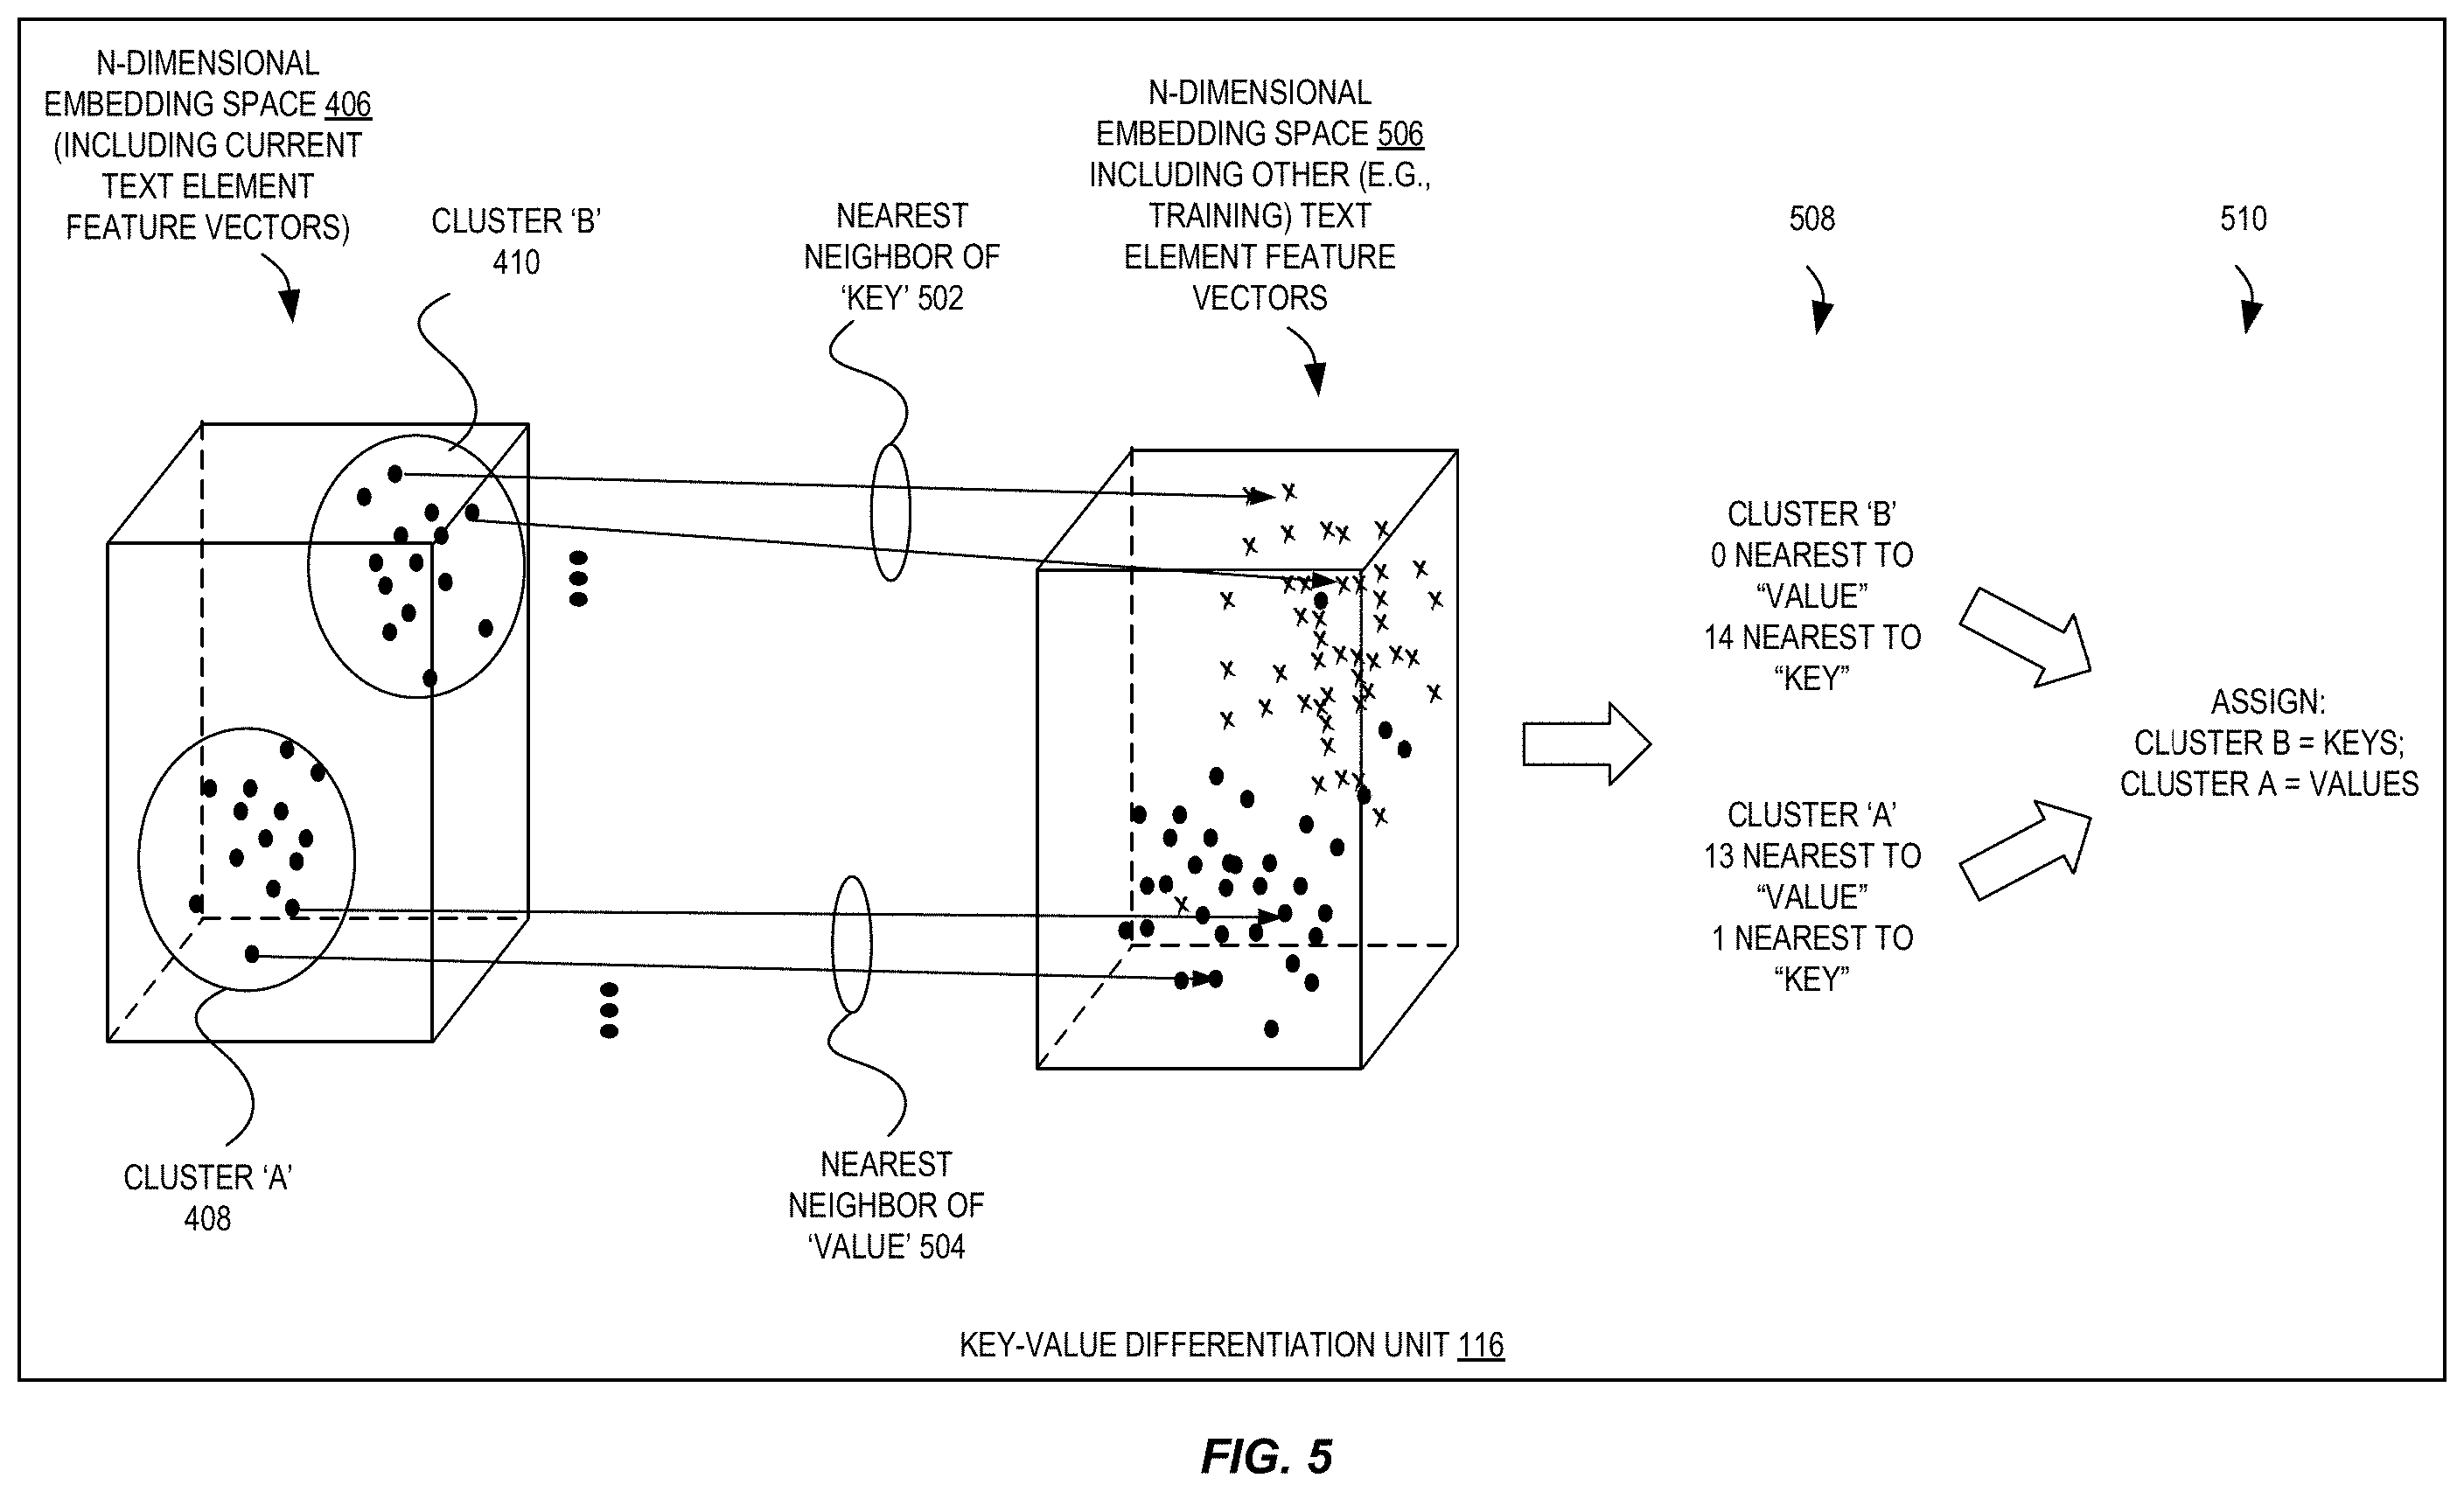 N-DIMENSIONAL
EMBEDDING SPACE 406
(INCLUDING CURRENT
TEXT ELEMENT
FEATURE VECTORS)
CLUSTER ‘B’
410
NEAREST
NEIGHBOR OF
‘KEY’ 502
N-DIMENSIONAL
EMBEDDING SPACE 506
INCLUDING OTHER (E.G.,
TRAINING) TEXT
ELEMENT FEATURE
VECTORS
508
510
CLUSTER ‘B’
0 NEAREST TO
“VALUE”
14 NEAREST TO
“KEY”
ASSIGN:
CLUSTER B = KEYS;
CLUSTER A = VALUES
CLUSTER ‘A’
13 NEAREST TO
“VALUE”
1 NEAREST TO
“KEY”
CLUSTER ‘A’
408
NEAREST
NEIGHBOR OF
‘VALUE’ 504
KEY-VALUE DIFFERENTIATION UNIT 116
FIG. 5